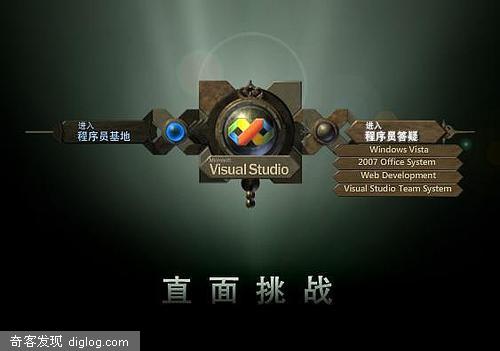 进入
程序员基地
Microsoft
Visual Studio
进入
程序员答疑
Windows Vista
2007 Office System
Web Development
Visual Studio Team System
直面挑战
奇客发现 diglog.com